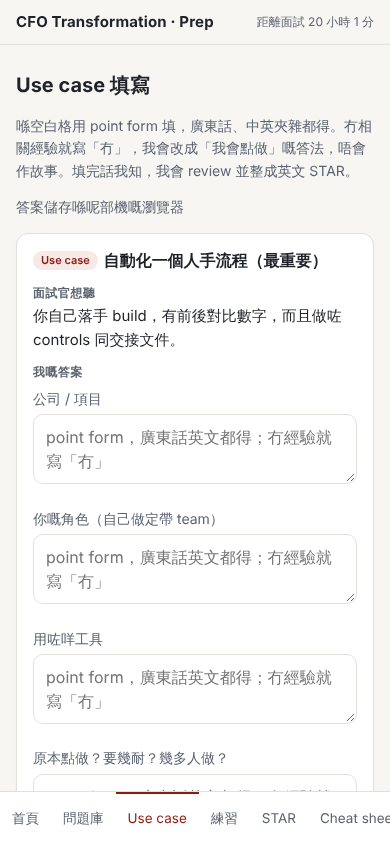 CFO Transformation · Prep
距離面試 20 小時 1 分
Use case 填寫
喺空白格用 point form 填，廣東話、中英夾雜都得。冇相
關經驗就寫「冇」，我會改成「我會點做」嘅答法，唔會
作故事。填完話我知，我會 review 並整成英文 STAR。
答案儲存喺呢部機嘅瀏覽器
Use case 自動化一個人手流程（最重要）
面試官想聽
你自己落手 build，有前後對比數字，而且做咗
controls 同交接文件。
我嘅答案
公司 / 項目
point form，廣東話英文都得；冇經驗就
寫「冇」
你嘅角色（自己做定帶 team）
point form，廣東話英文都得；冇經驗就
寫「冇」
用咗咩工具
point form，廣東話英文都得；冇經驗就
寫「冇」
原本點做？要幾耐？幾多人做？
首頁 問題庫 Use case 練習 STAR Cheat shee